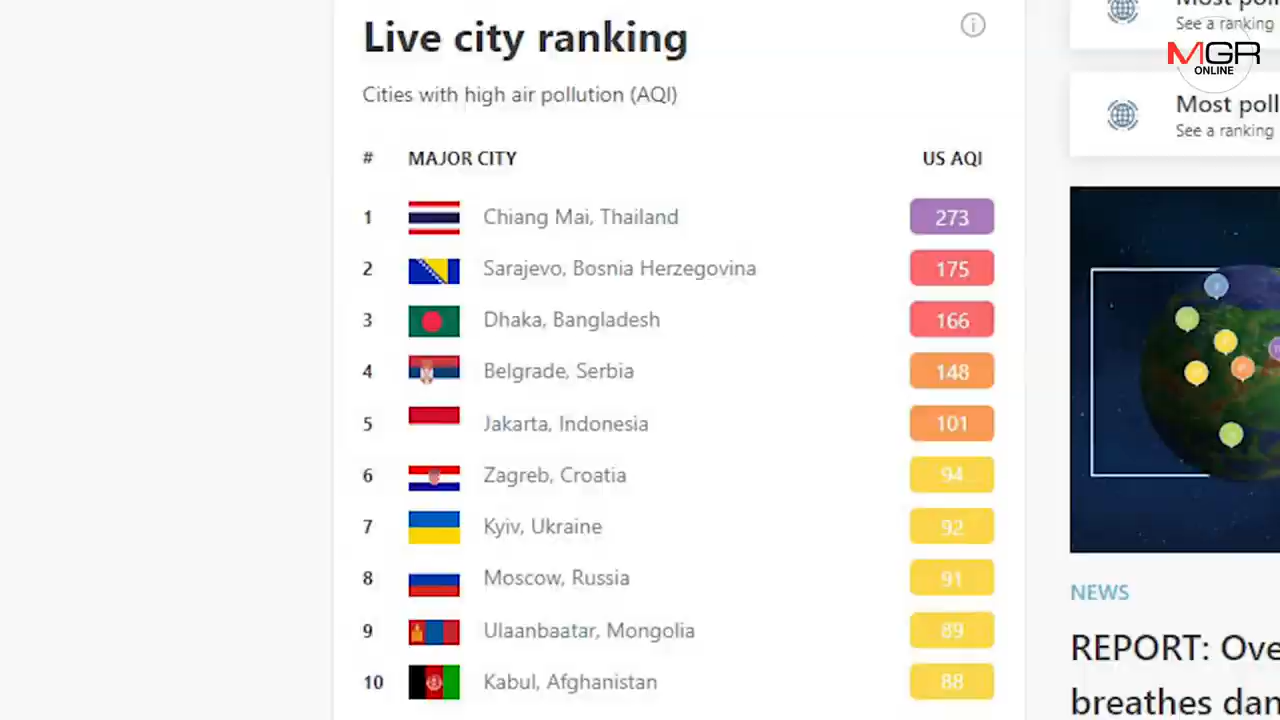 Live city ranking
Cities with high air pollution (AQI)
# MAJOR CITY US AQI
1 Chiang Mai, Thailand 273
2 Sarajevo, Bosnia Herzegovina 175
3 Dhaka, Bangladesh 166
4 Belgrade, Serbia 148
5 Jakarta, Indonesia 101
6 Zagreb, Croatia 94
7 Kyiv, Ukraine 92
8 Moscow, Russia 91
9 Ulaanbaatar, Mongolia 89
10 Kabul, Afghanistan 88
See a ranking
MGR
ONLINE
Most poll
See a ranking
NEWS
REPORT: Ove
breathes dan